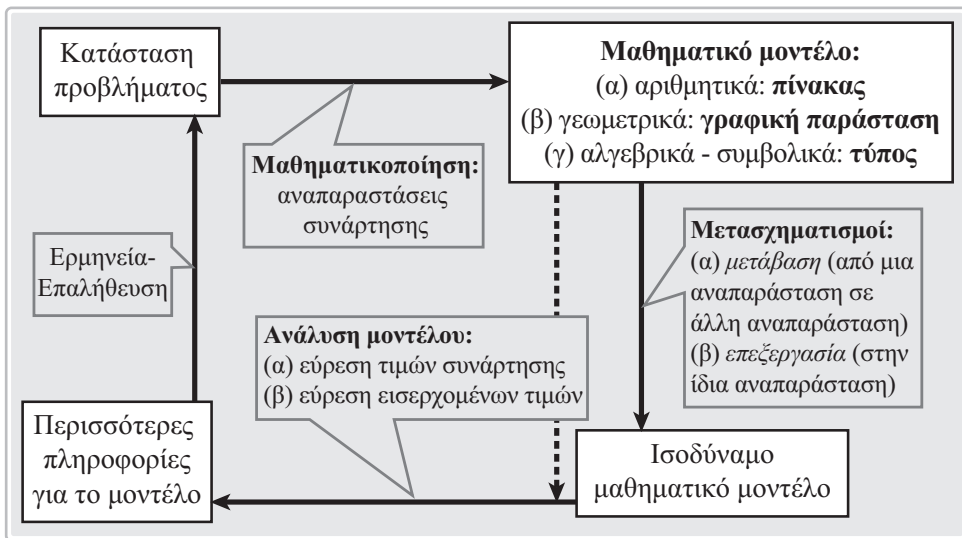 Κατάσταση
προβλήματος
Μαθηματικό μοντέλο:
(α) αριθμητικά: πίνακας
(β) γεωμετρικά: γραφική παράσταση
(γ) αλγεβρικά - συμβολικά: τύπος
Μαθηματικοποίηση:
αναπαραστάσεις
συνάρτησης
Μετασχηματισμοί:
(α) μετάβαση (από μια
αναπαράσταση σε
άλλη αναπαράσταση)
(β) επεξεργασία (στην
ίδια αναπαράσταση)
Ερμηνεία-
Επαλήθευση
Ανάλυση μοντέλου:
(α) εύρεση τιμών συνάρτησης
(β) εύρεση εισερχομένων τιμών
Περισσότερες
πληροφορίες
για το μοντέλο
Ισοδύναμο
μαθηματικό μοντέλο